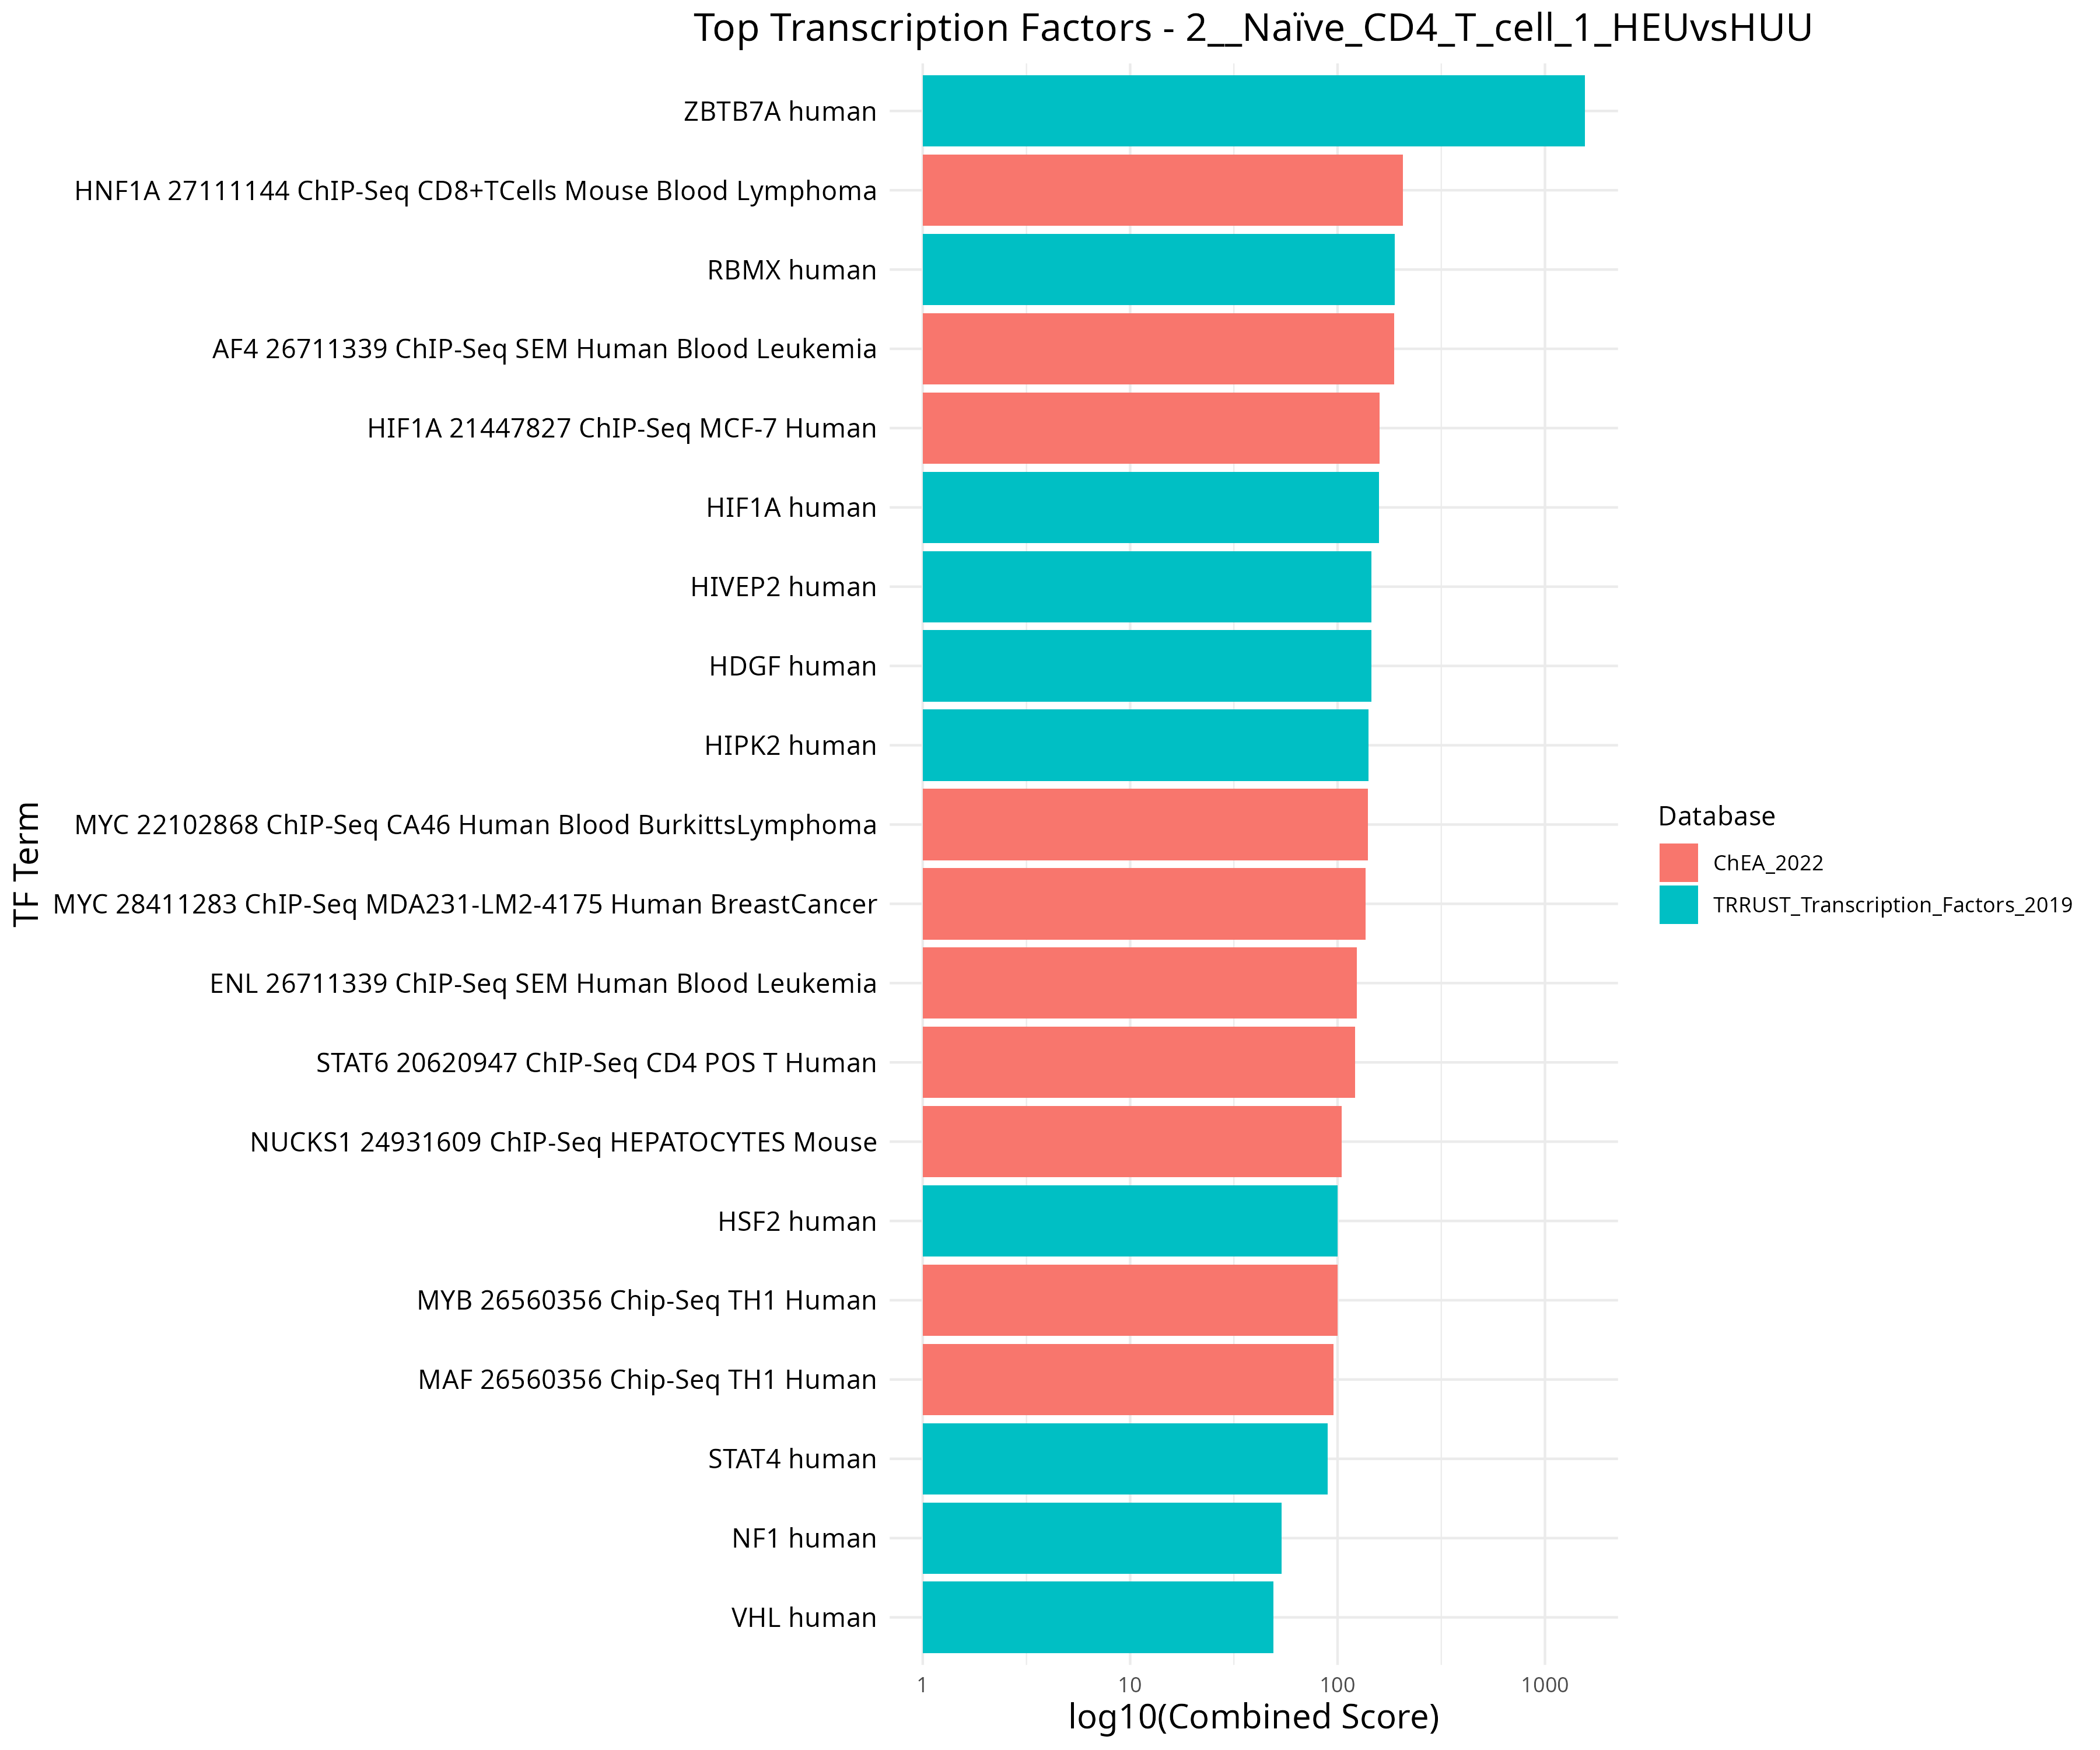 Top Transcription Factors - 2__Naïve_CD4_T_cell_1_HEUvsHUU
ZBTB7A human
HNF1A 27111144 ChIP-Seq CD8+TCells Mouse Blood Lymphoma
RBMX human
AF4 26711339 ChIP-Seq SEM Human Blood Leukemia
HIF1A 21447827 ChIP-Seq MCF-7 Human
HIF1A human
HIVEP2 human
HDGF human
HIPK2 human
MYC 22102868 ChIP-Seq CA46 Human Blood BurkittsLymphoma
MYC 28411283 ChIP-Seq MDA231-LM2-4175 Human BreastCancer
ENL 26711339 ChIP-Seq SEM Human Blood Leukemia
STAT6 20620947 ChIP-Seq CD4 POS T Human
NUCKS1 24931609 ChIP-Seq HEPATOCYTES Mouse
HSF2 human
MYB 26560356 Chip-Seq TH1 Human
MAF 26560356 Chip-Seq TH1 Human
STAT4 human
NF1 human
VHL human
TF Term
1 10 100 1000
log10(Combined Score)
Database
ChEA_2022
TRRUST_Transcription_Factors_2019